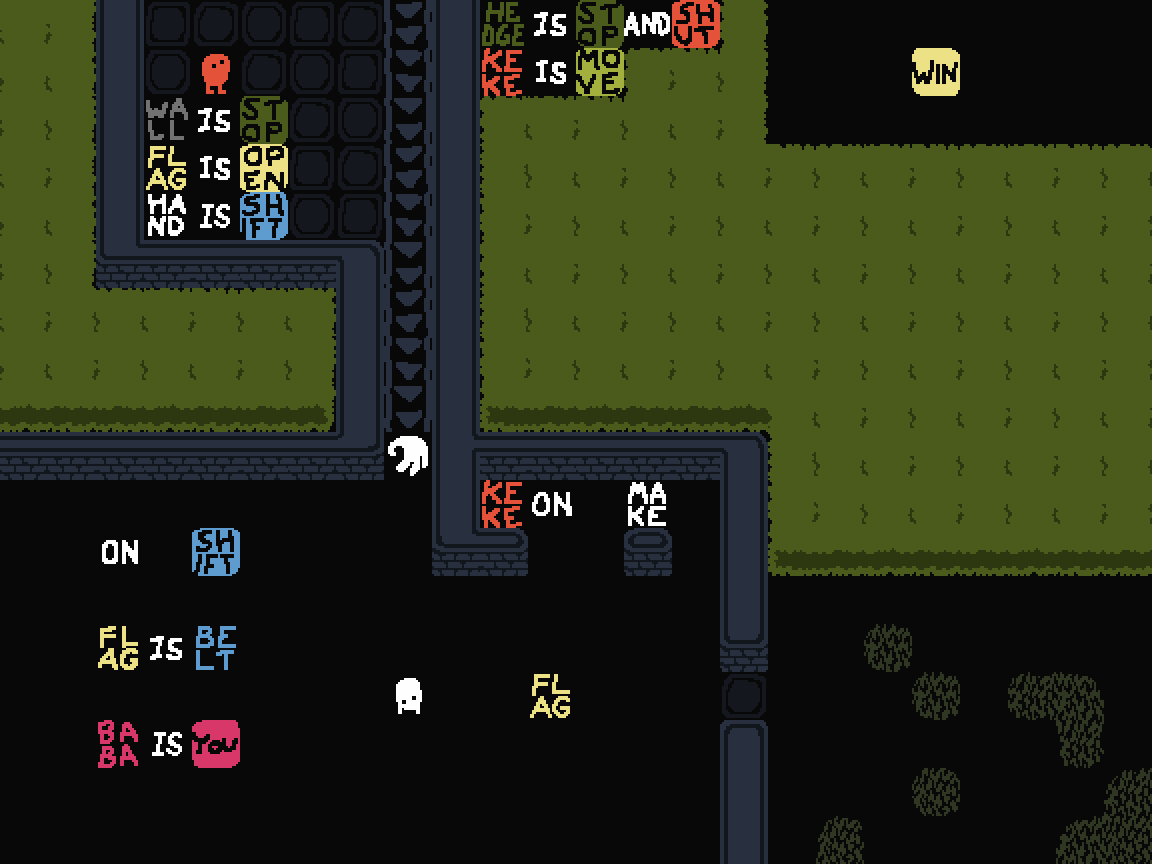 HEDGE IS STOP AND SHUT
KEKE IS MOVE
WIN
WALL IS STOP
FLAG IS OPEN
HAND IS SHIFT
KEKE ON MAKE
ON SHIFT
FLAG IS BELT
FLAG
BABA IS YOU